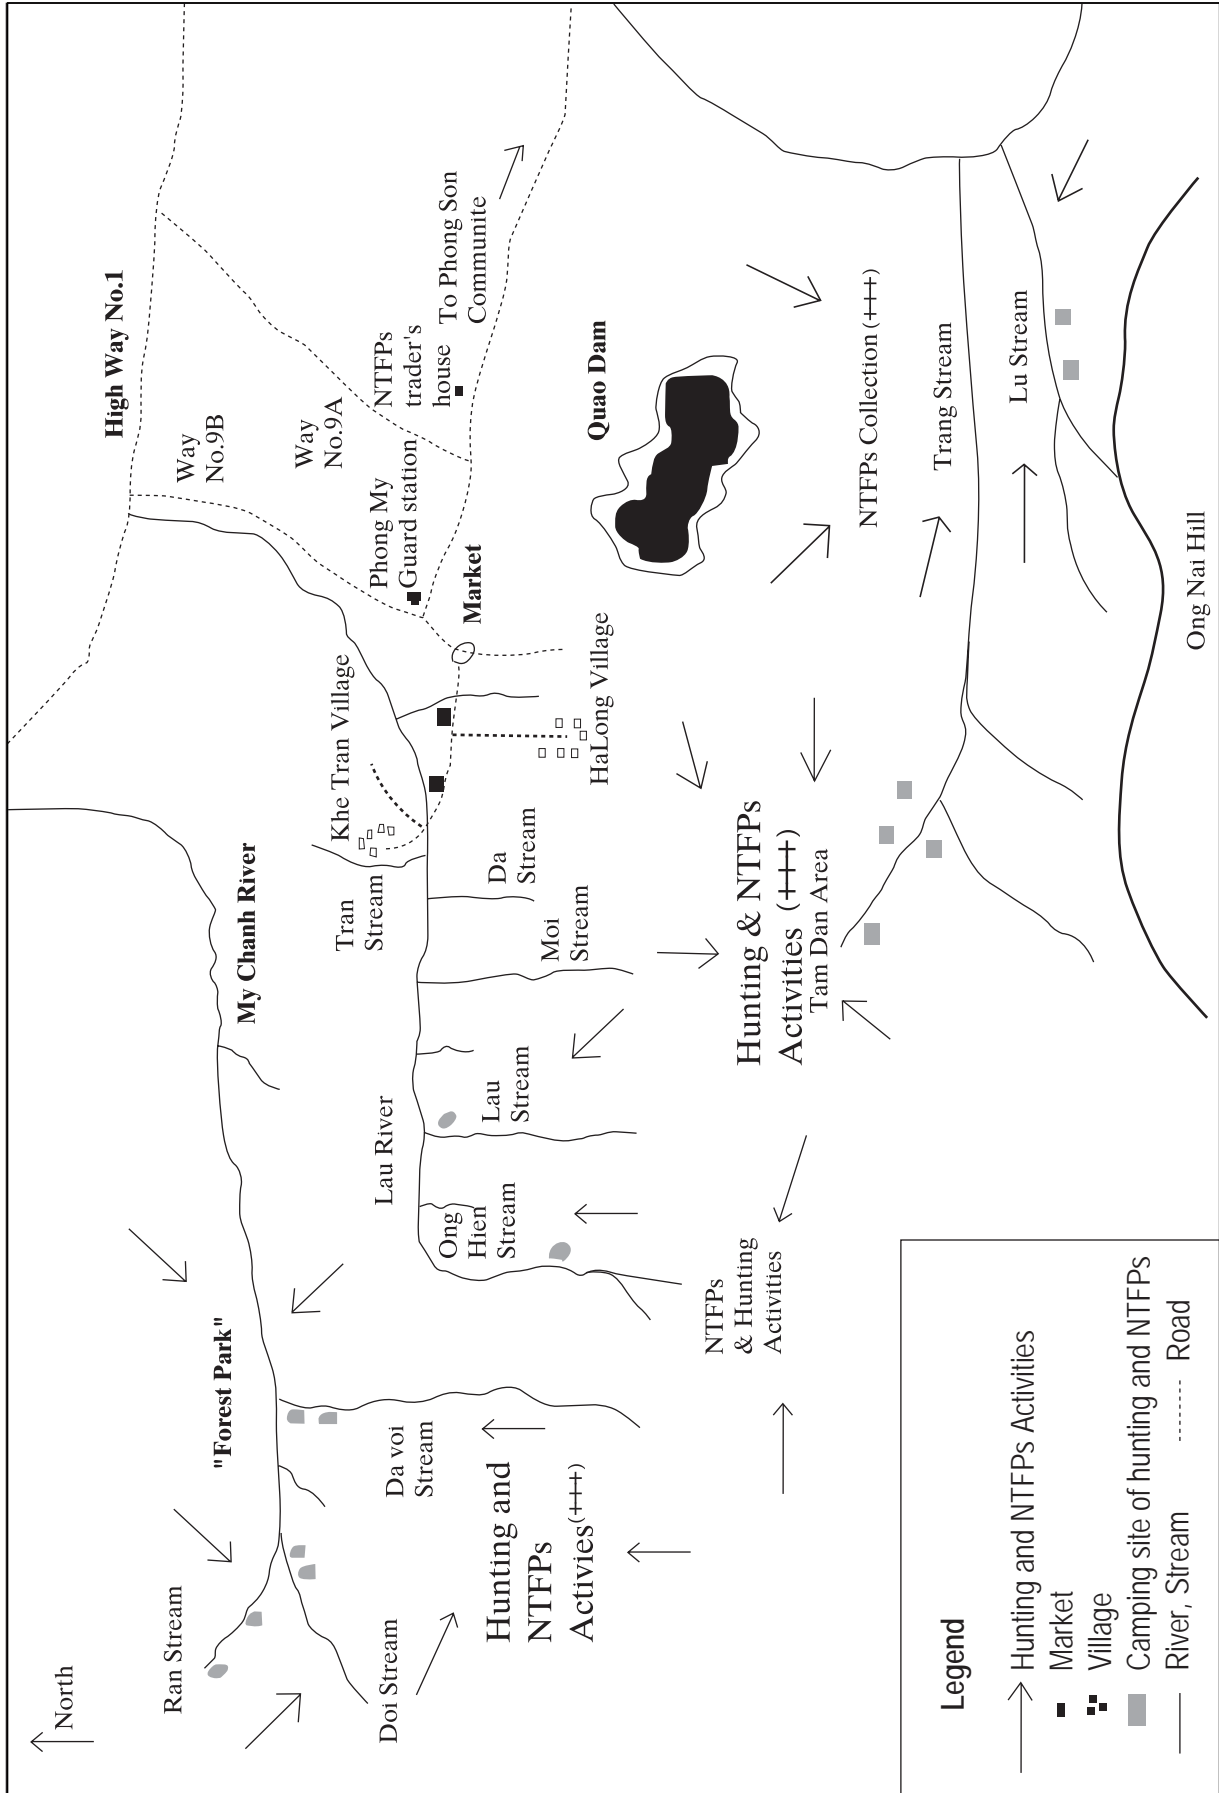 North
Ran Stream
Doi Stream
"Forest Park"
Da voi
Stream
Hunting and
NTFPs
Activies(+++)
My Chanh River
Lau River
Ong
Hien
Stream
Lau
Stream
NTFPs
& Hunting
Activities
Tran
Stream
Moi
Stream
Da
Stream
Khe Tran Village
HaLong Village
Market
Hunting & NTFPs
Activities (+++)
Tam Dan Area
High Way No.1
Way
No.9B
Way
No.9A
Phong My
Guard station
NTFPs
trader's
house
To Phong Son
Communite
Quao Dam
NTFPs Collection (+++)
Trang Stream
Lu Stream
Ong Nai Hill
Legend
Hunting and NTFPs Activities
Market
Village
Camping site of hunting and NTFPs
River, Stream
Road